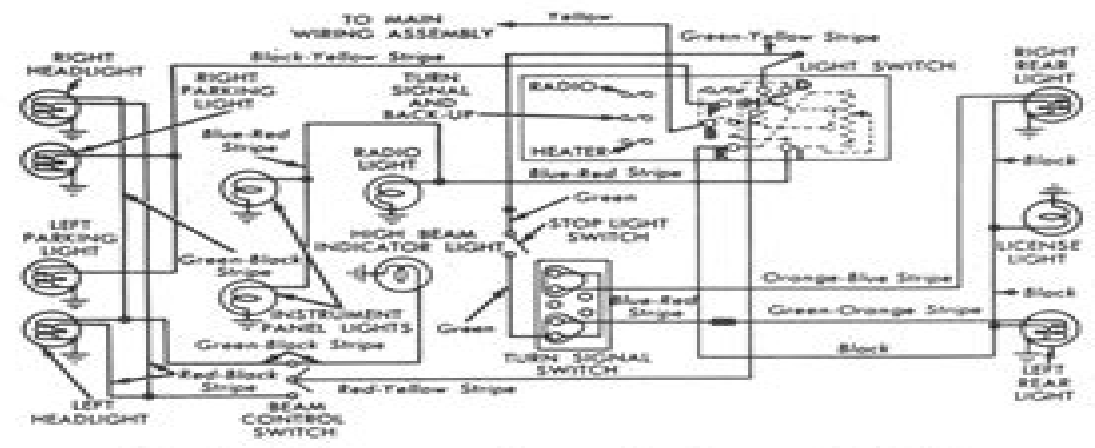 TO MAIN
WIRING ASSEMBLY
Yellow
Green-Yellow Stripe
RIGHT
HEADLIGHT
Black-Yellow Stripe
RIGHT
PARKING
LIGHT
TURN
SIGNAL
AND
BACK-UP
LIGHT SWITCH
RIGHT
REAR
LIGHT
RADIO
HEATER
Blue-Red
Stripe
RADIO
LIGHT
Blue-Red Stripe
Black
Green
STOP LIGHT
SWITCH
LEFT
PARKING
LIGHT
HIGH BEAM
INDICATOR LIGHT
LICENSE
LIGHT
Green-Black
Stripe
Orange-Blue Stripe
Blue-Red
Stripe
Black
INSTRUMENT
PANEL LIGHTS
Green
Green-Orange Stripe
Green-Black Stripe
TURN SIGNAL
SWITCH
Black
Red-Black
Stripe
Red-Yellow Stripe
LEFT
HEADLIGHT
BEAM
CONTROL
SWITCH
LEFT
REAR
LIGHT